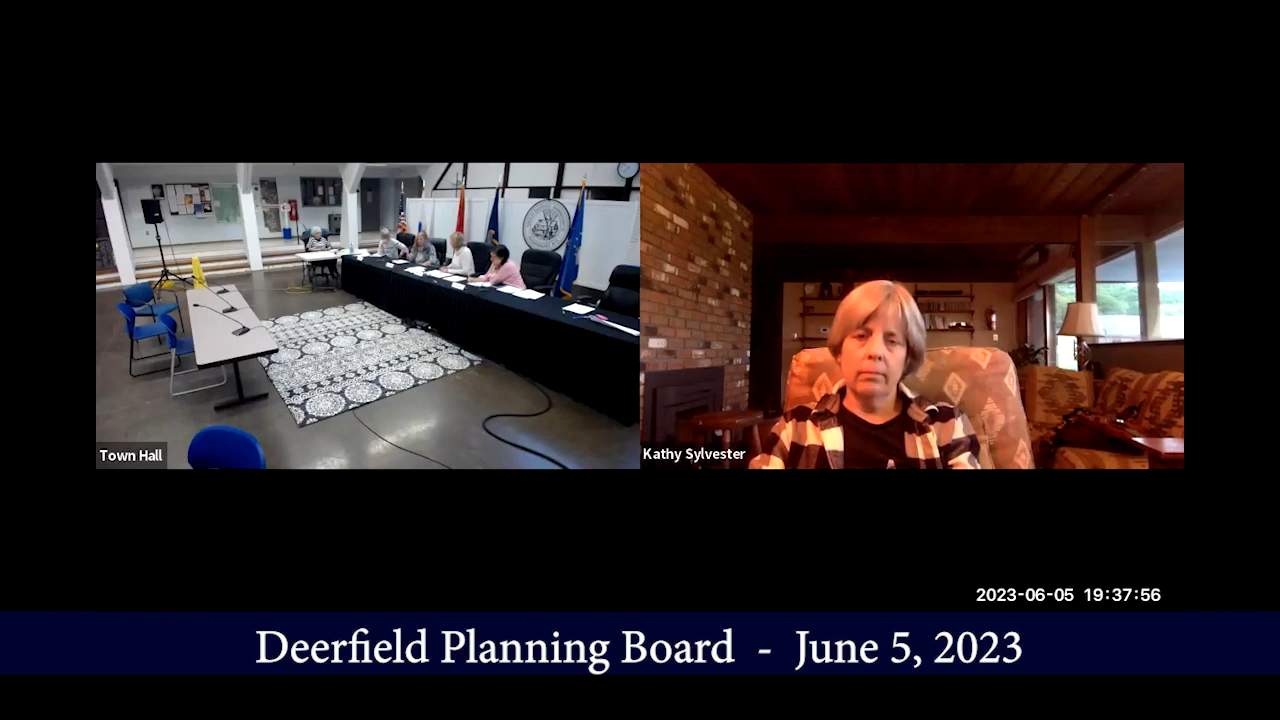 Town Hall
Kathy Sylvester
2023-06-05 19:37:56
Deerfield Planning Board - June 5, 2023